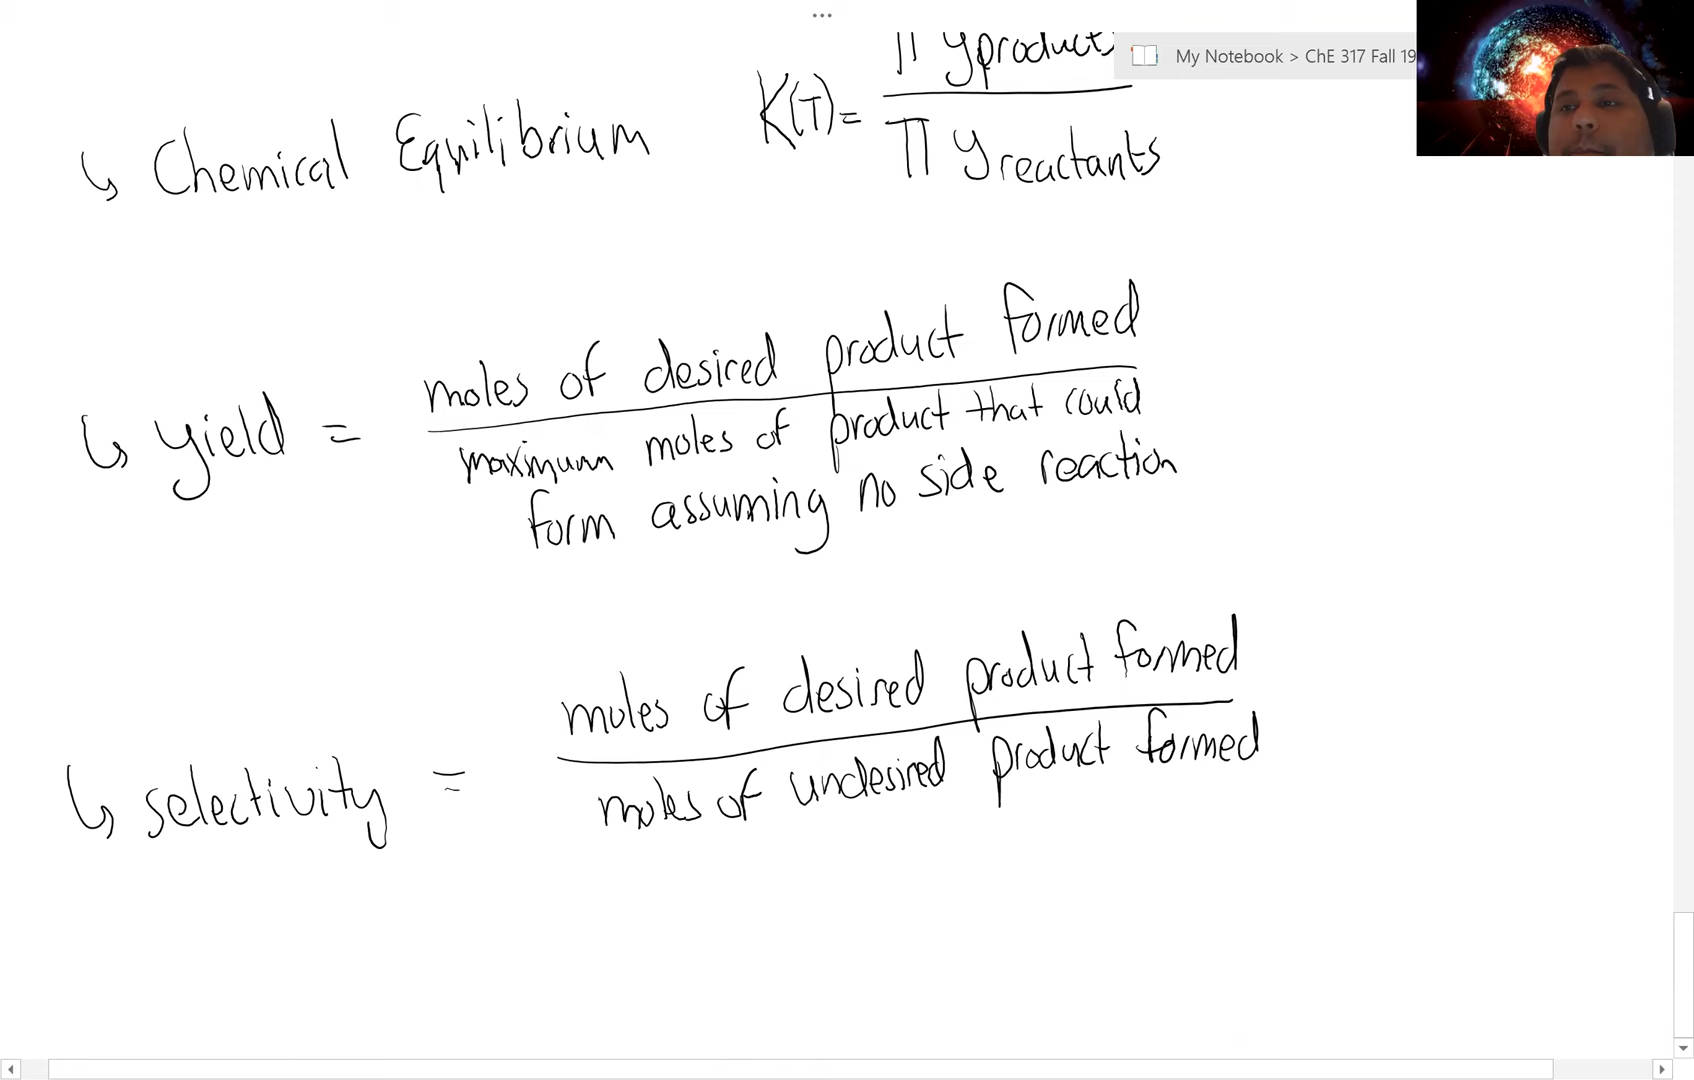 ∏ yproducts
My Notebook > ChE 317 Fall 19
↳ Chemical Equilibrium K(T) =
∏ yreactants
moles of desired product formed
↳ yield =
maximum moles of product that could
form assuming no side reaction
moles of desired product formed
↳ selectivity =
moles of undesired product formed